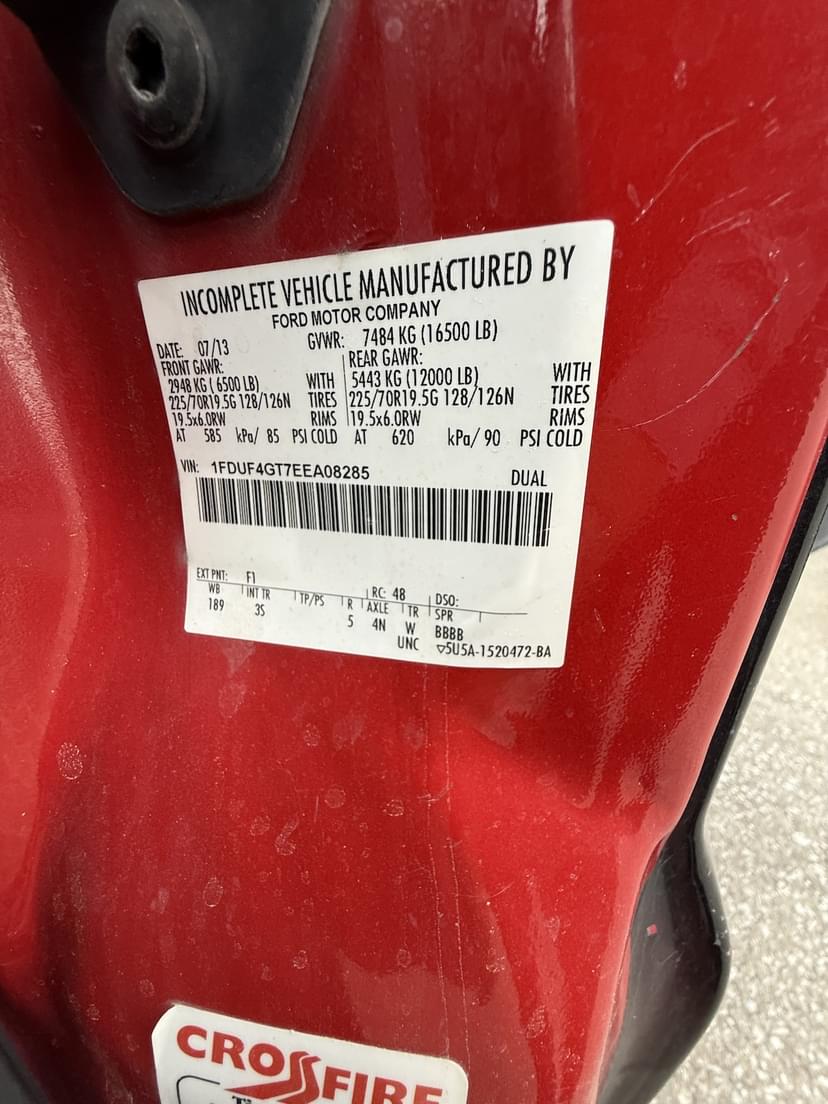 INCOMPLETE VEHICLE MANUFACTURED BY
FORD MOTOR COMPANY
DATE: 07/13 GVWR: 7484 KG (16500 LB)
FRONT GAWR: REAR GAWR:
2948 KG ( 6500 LB) WITH 5443 KG (12000 LB) WITH
225/70R19.5G 128/126N TIRES 225/70R19.5G 128/126N TIRES
19.5x6.0RW RIMS 19.5x6.0RW RIMS
AT 585 kPa/ 85 PSI COLD AT 620 kPa/ 90 PSI COLD
VIN: 1FDUF4GT7EEA08285 DUAL
EXT PNT: F1 RC: 48 DSO:
WB INT TR TP/PS R AXLE TR SPR
189 3S 5 4N W BBBB
UNC ▽5U5A-1520472-BA
CROSSFIRE